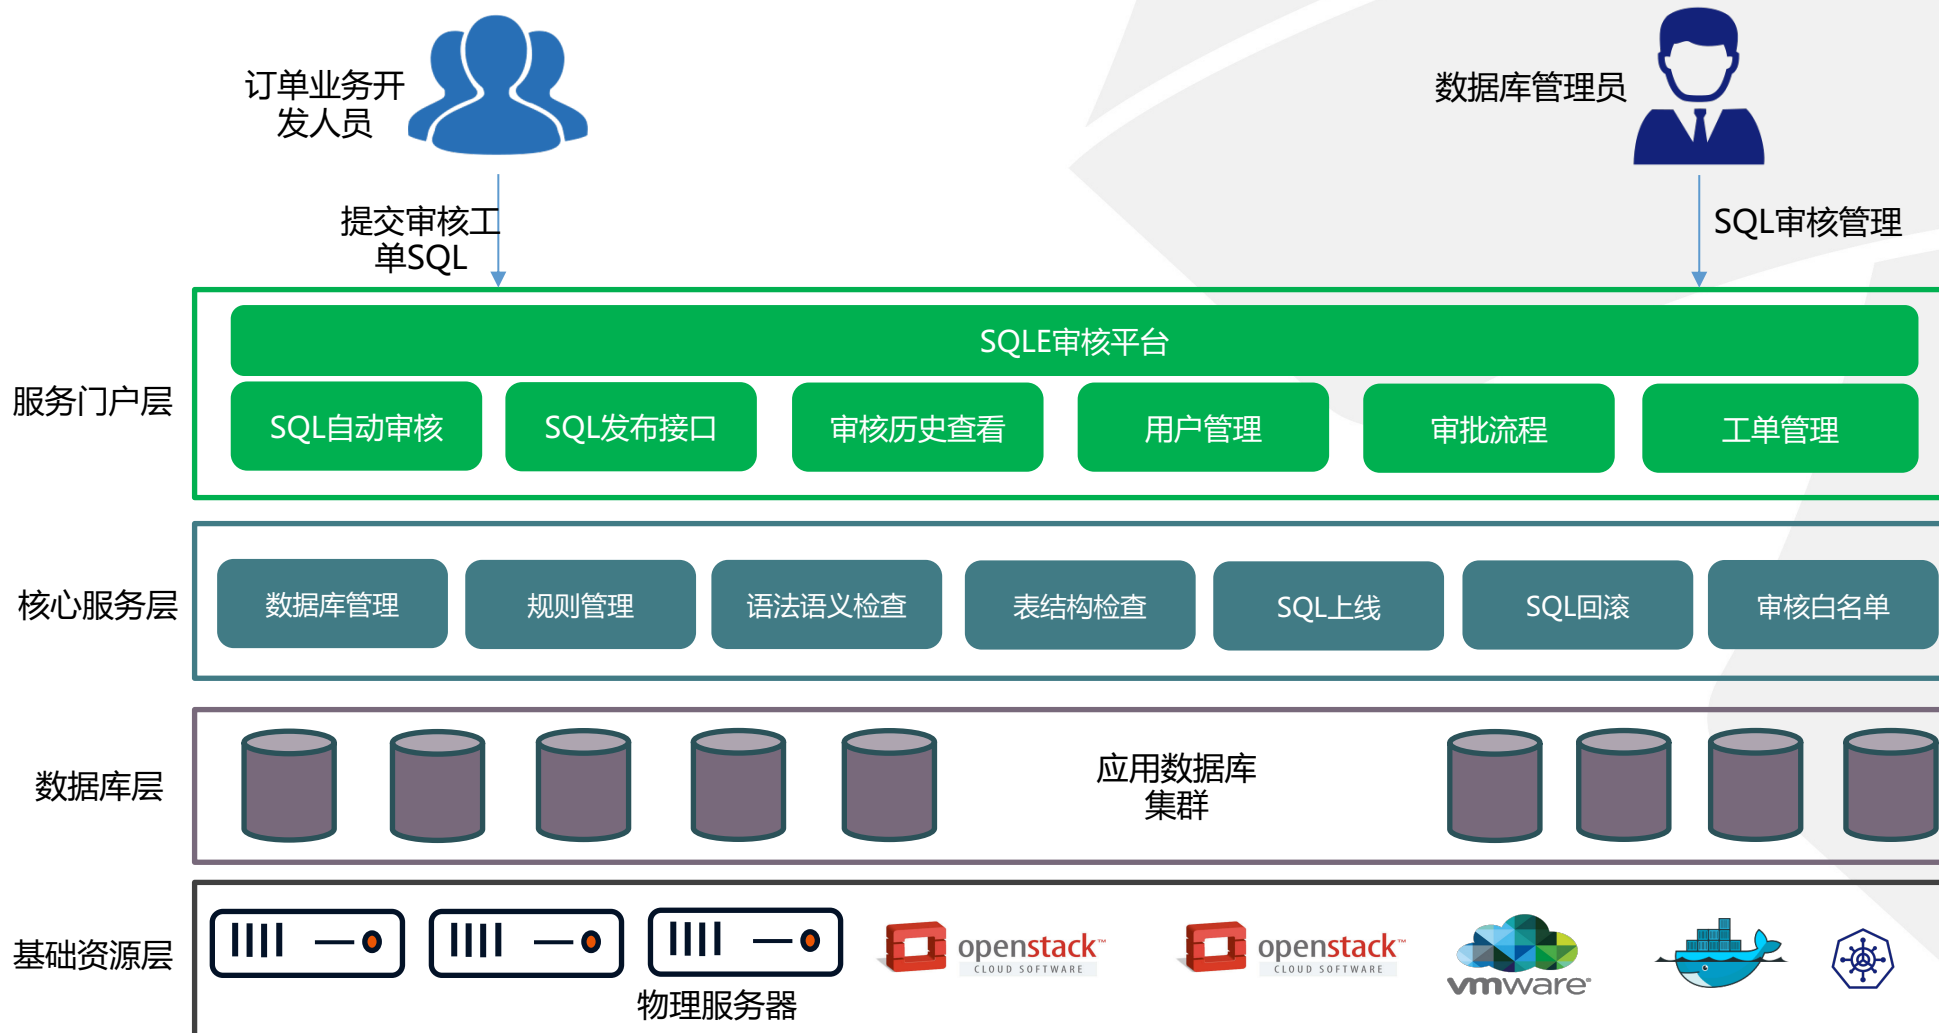 订单业务开
发人员
数据库管理员
提交审核工
单SQL
SQL审核管理
服务门户层
SQLE审核平台
SQL自动审核
SQL发布接口
审核历史查看
用户管理
审批流程
工单管理
核心服务层
数据库管理
规则管理
语法语义检查
表结构检查
SQL上线
SQL回滚
审核白名单
数据库层
应用数据库
集群
基础资源层
物理服务器
openstack™
CLOUD SOFTWARE
openstack™
CLOUD SOFTWARE
vmware®